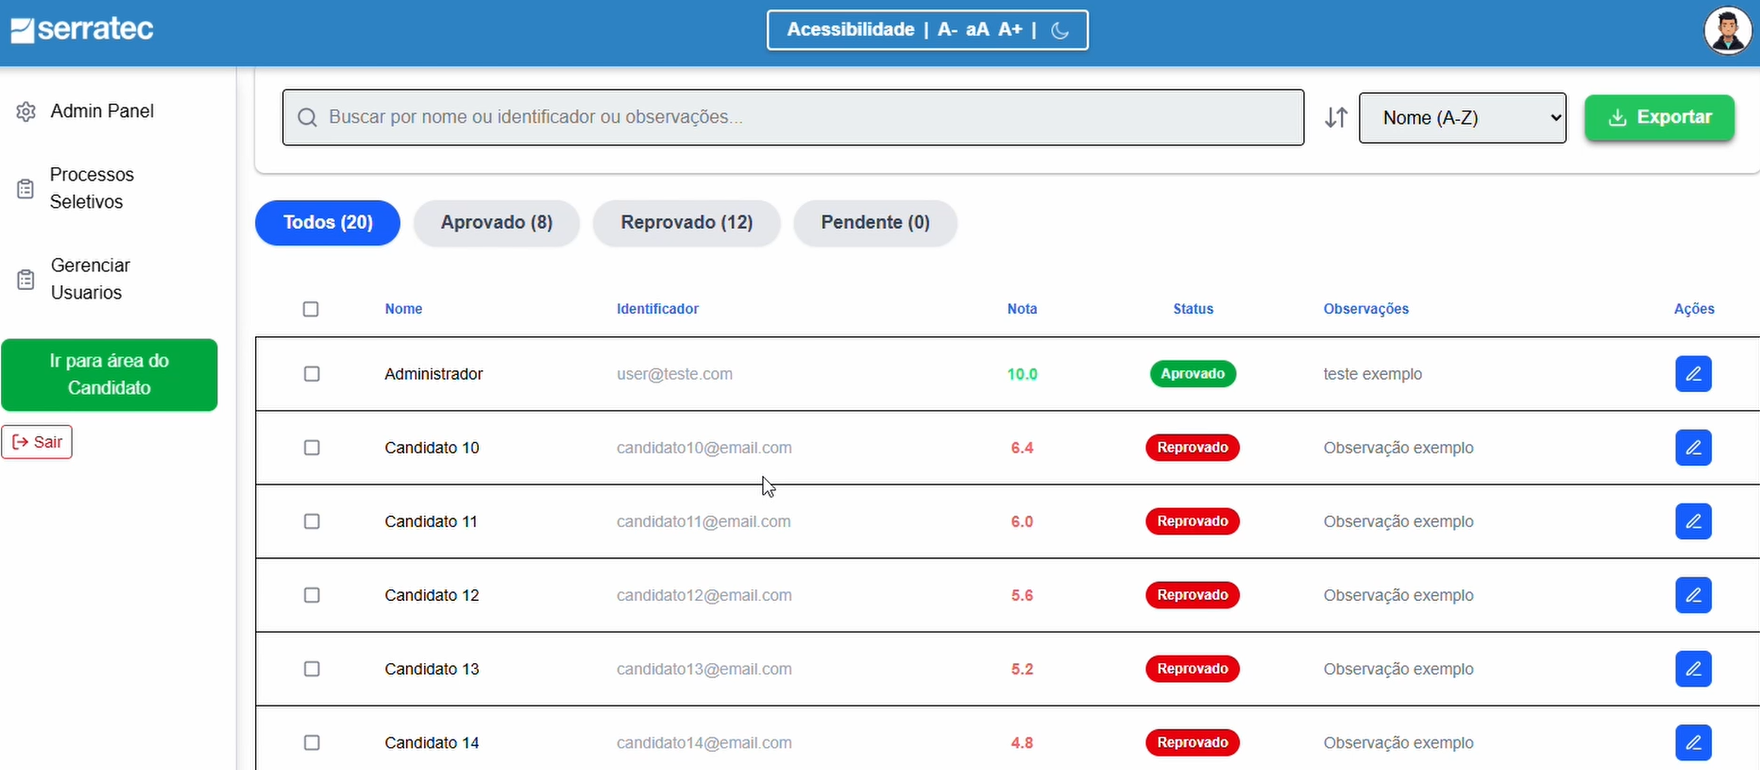 serratec
Acessibilidade | A- aA A+ |
Admin Panel
Processos
Seletivos
Gerenciar
Usuarios
Ir para área do
Candidato
Sair
Buscar por nome ou identificador ou observações...
Nome (A-Z)
Exportar
Todos (20)
Aprovado (8)
Reprovado (12)
Pendente (0)
Nome Identificador Nota Status Observações Ações
Administrador user@teste.com 10.0 Aprovado teste exemplo
Candidato 10 candidato10@email.com 6.4 Reprovado Observação exemplo
Candidato 11 candidato11@email.com 6.0 Reprovado Observação exemplo
Candidato 12 candidato12@email.com 5.6 Reprovado Observação exemplo
Candidato 13 candidato13@email.com 5.2 Reprovado Observação exemplo
Candidato 14 candidato14@email.com 4.8 Reprovado Observação exemplo